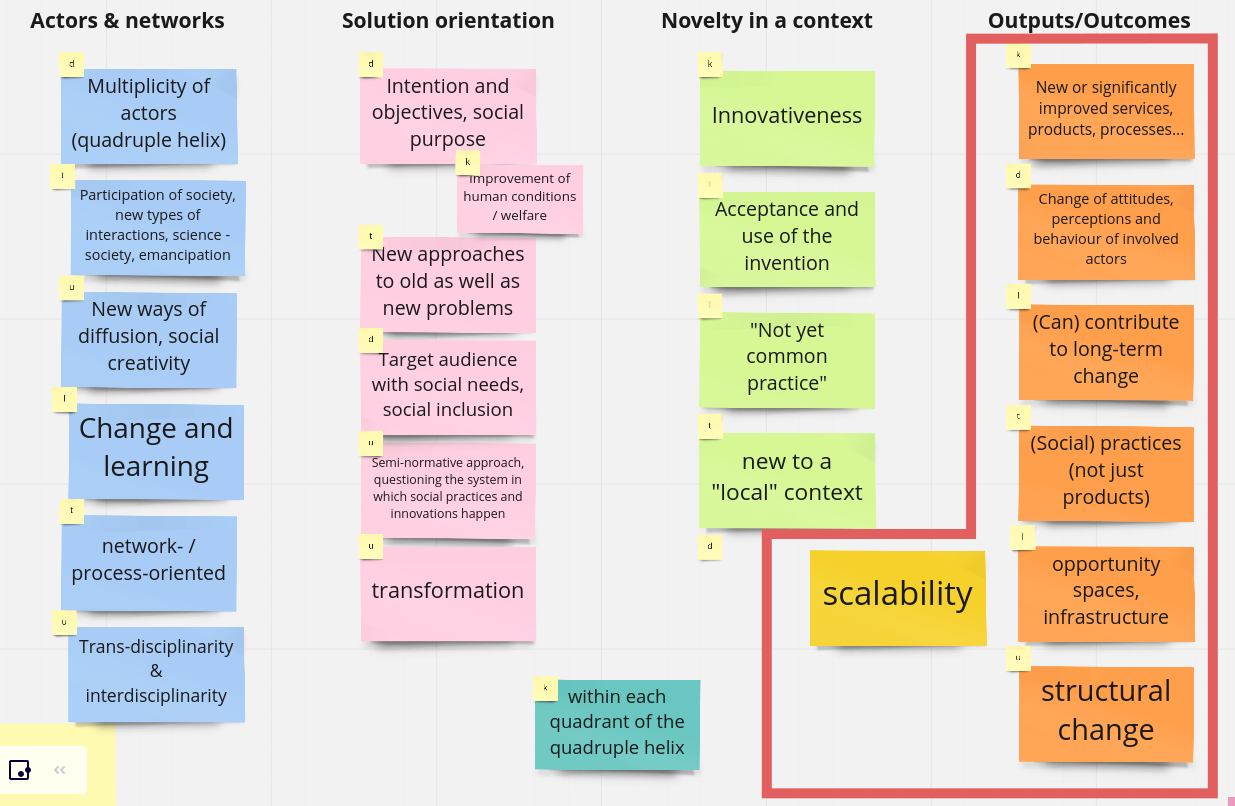 Actors & networks
d
Multiplicity of
actors
(quadruple helix)
l
Participation of society,
new types of
interactions, science -
society, emancipation
u
New ways of
diffusion, social
creativity
l
Change and
learning
t
network- /
process-oriented
u
Trans-disciplinarity
&
interdisciplinarity
Solution orientation
d
Intention and
objectives, social
purpose
k
Improvement of
human conditions
/ welfare
t
New approaches
to old as well as
new problems
d
Target audience
with social needs,
social inclusion
u
Semi-normative approach,
questioning the system in
which social practices and
innovations happen
u
transformation
k
within each
quadrant of the
quadruple helix
Novelty in a context
k
Innovativeness
l
Acceptance and
use of the
invention
l
"Not yet
common
practice"
t
new to a
"local" context
d
scalability
Outputs/Outcomes
k
New or significantly
improved services,
products, processes...
d
Change of attitudes,
perceptions and
behaviour of involved
actors
l
(Can) contribute
to long-term
change
t
(Social) practices
(not just
products)
l
opportunity
spaces,
infrastructure
u
structural
change